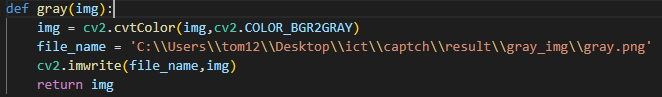 def gray(img):
    img = cv2.cvtColor(img,cv2.COLOR_BGR2GRAY)
    file_name = 'C:\\Users\\tom12\\Desktop\\ict\\captch\\result\\gray_img\\gray.png'
    cv2.imwrite(file_name,img)
    return img